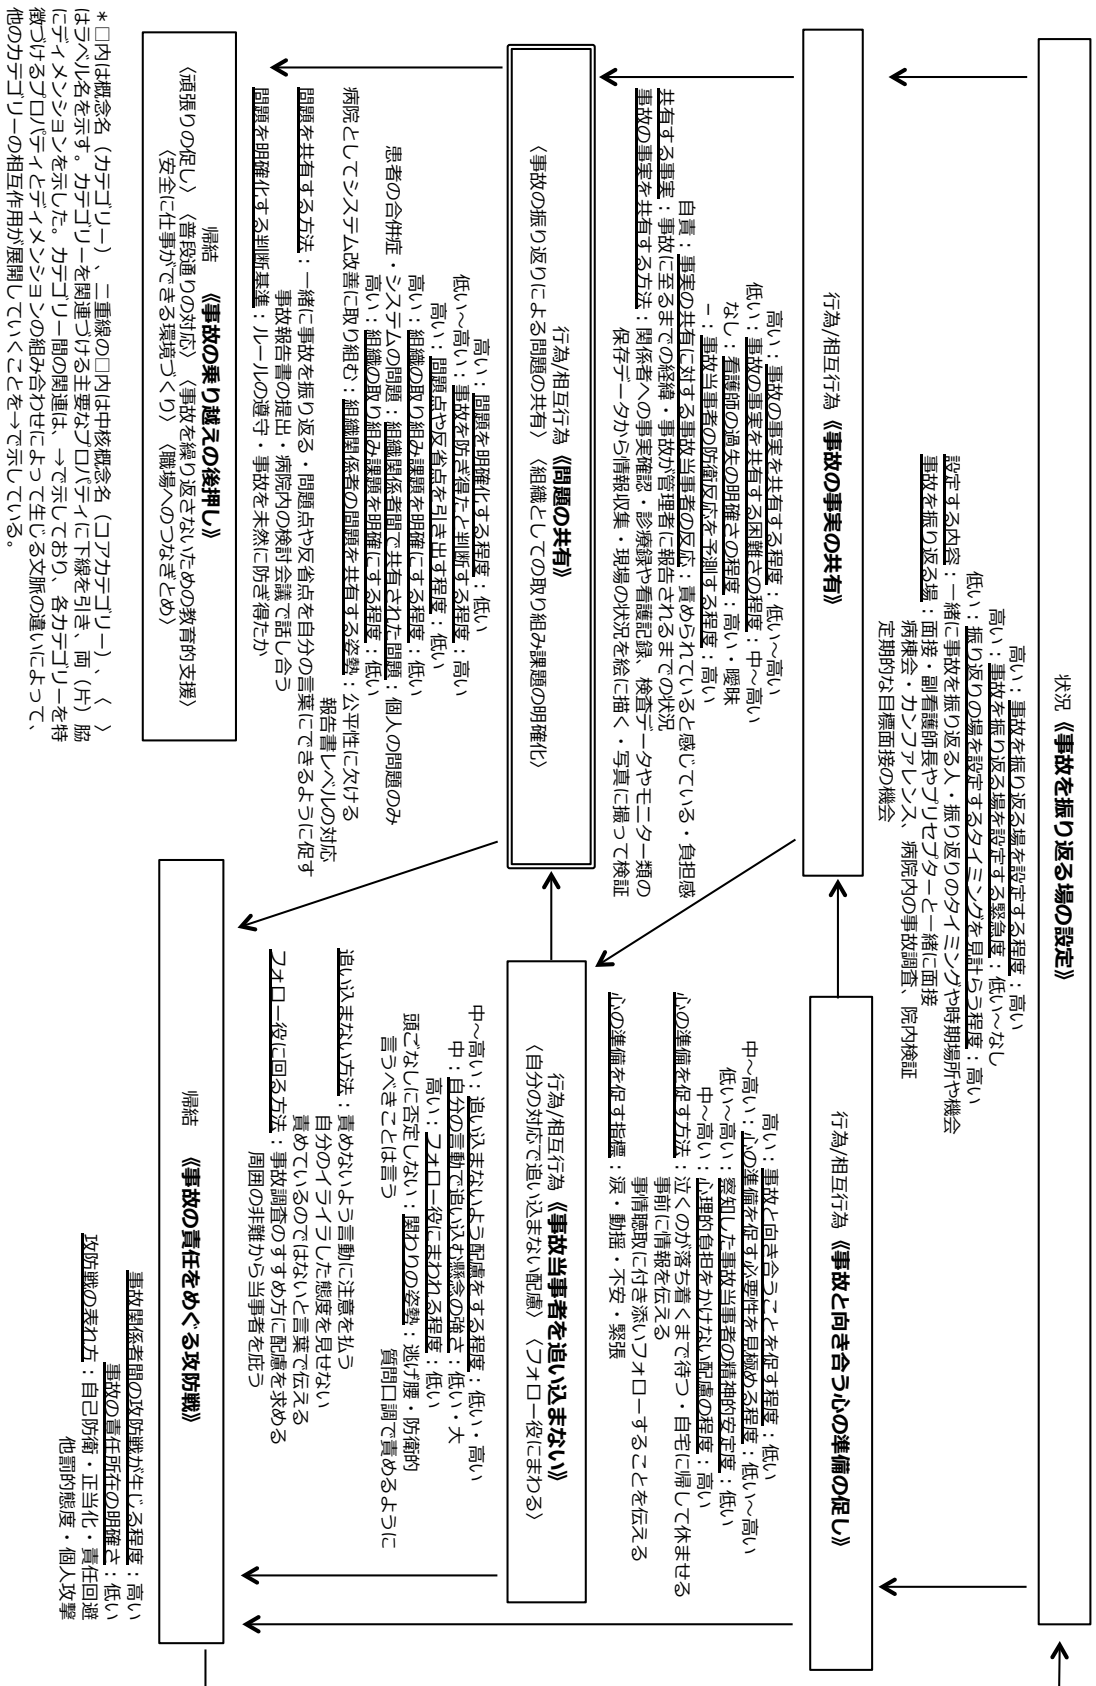 状況 《事故を振り返る場の設定》
高い：事故を振り返る場を設定する程度：高い
高い：事故を振り返る場を設定する緊急度：低い～なし
低い：振り返りの場を設定するタイミングを見計らう程度：高い
設定する内容：一緒に事故を振り返る人・振り返りのタイミングや時期場所や機会
事故を振り返る場：面接・副看護師長やプリセプターと一緒に面接
病棟会・カンファレンス、病院内の事故調査、院内検証
定期的な目標面接の機会
行為/相互行為《事故の事実の共有》
高い：事故の事実を共有する程度：低い～高い
低い：事故の事実を共有する困難さの程度：中～高い
なし：看護師の過失の明確さの程度：高い・曖昧
－：事故当事者の防衛反応を予測する程度：高い
自責：事実の共有に対する事故当事者の反応：責められていると感じている・負担感
共有する事実：事故に至るまでの経緯・事故が管理者に報告されるまでの状況
事故の事実を共有する方法：関係者への事実確認・診療録や看護記録、検査データやモニター類の
保存データから情報収集・現場の状況を絵に描く・写真に撮って検証
行為/相互行為《事故と向き合う心の準備の促し》
高い：事故と向き合うことを促す程度：低い
中～高い：心の準備を促す必要性を見極める程度：低い～高い
低い～高い：察知した事故当事者の精神的安定度：低い
中～高い：心理的負担をかけない配慮の程度：高い
心の準備を促す方法：泣くのが落ち着くまで待つ・自宅に帰して休ませる
事前に情報を伝える
事情聴取に付き添いフォローすることを伝える
心の準備を促す指標：涙・動揺・不安・緊張
行為/相互行為《問題の共有》
〈事故の振り返りによる問題の共有〉〈組織としての取り組み課題の明確化〉
高い：問題を明確化する程度：低い
低い～高い：事故を防ぎ得たと判断する程度：高い
高い：問題点や反省点を引き出す程度：低い
高い：組織の取り組み課題を明確にする程度：低い
患者の合併症・システムの問題：組織関係者間で共有された問題：個人の問題のみ
高い：組織の取り組み課題を明確にする程度：低い
病院としてシステム改善に取り組む：組織関係者の問題を共有する姿勢：公平性に欠ける
報告書レベルの対応
問題を共有する方法：一緒に事故を振り返る・問題点や反省点を自分の言葉にできるように促す
事故報告書の提出・病院内の検討会議で話し合う
問題を明確化する判断基準：ルールの遵守・事故を未然に防ぎ得たか
行為/相互行為《事故当事者を追い込まない》
〈自分の対応で追い込まない配慮〉〈フォロー役にまわる〉
中～高い：追い込まないよう配慮をする程度：低い・高い
中：自分の言動で追い込む懸念の強さ：低い・大
高い：フォロー役にまわれる程度：低い
頭ごなしに否定しない：関わりの姿勢：逃げ腰・防衛的
言うべきことは言う　質問口調で責めるように
追い込まない方法：責めないよう言動に注意を払う
自分のイライラした態度を見せない
責めているのではないと言葉で伝える
フォロー役に回る方法：事故調査のすすめ方に配慮を求める
周囲の非難から当事者を庇う
帰結　《事故の乗り越えの後押し》
〈頑張りの促し〉〈普段通りの対応〉〈事故を繰り返さないための教育的支援〉
〈安全に仕事ができる環境づくり〉〈職場へのつなぎとめ〉
帰結　《事故の責任をめぐる攻防戦》
事故関係者間の攻防戦が生じる程度：高い
事故の責任所在の明確さ：低い
攻防戦の表れ方：自己防衛・正当化・責任回避
他罰的態度・個人攻撃
＊□内は概念名（カテゴリー）、二重線の□内は中核概念名（コアカテゴリー）、〈　〉
はラベル名を示す。カテゴリーを関連づける主要なプロパティに下線を引き、両（片）脇
にディメンションを示した。カテゴリー間の関連は、→で示しており、各カテゴリーを特
徴づけるプロパティとディメンションの組み合わせによって生じる文脈の違いによって、
他のカテゴリーの相互作用が展開していくことを→で示している。